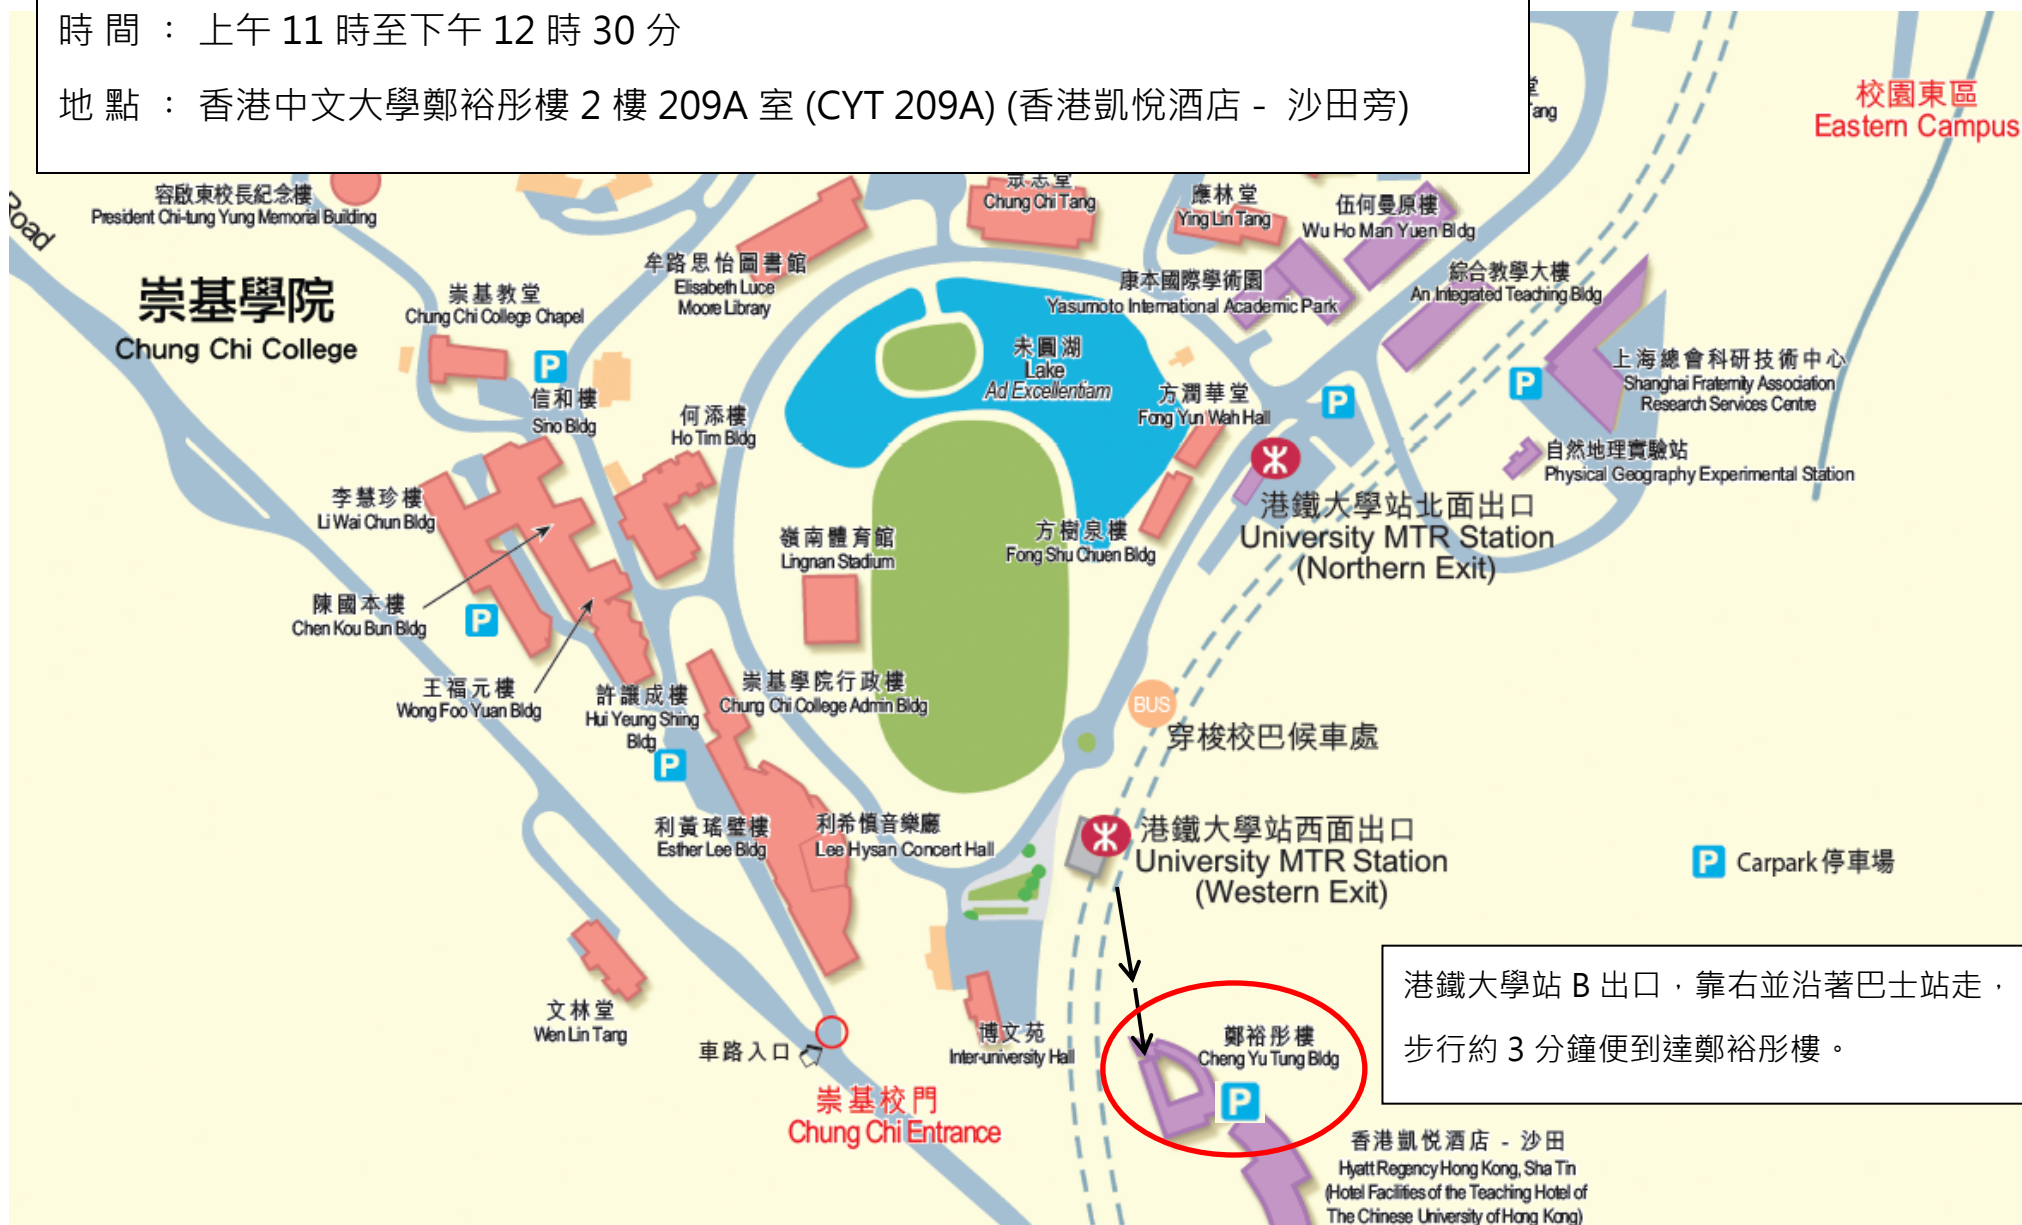 時 間 ： 上午 11 時至下午 12 時 30 分
地 點 ： 香港中文大學鄭裕彤樓 2 樓 209A 室 (CYT 209A) (香港凱悅酒店 - 沙田旁)
校園東區
Eastern Campus
容啟東校長紀念樓
President Chi-tung Yung Memorial Building
Road
眾志堂
Chung Chi Tang
應林堂
Ying Lin Tang
伍何曼原樓
Wu Ho Man Yuen Bldg
牟路思怡圖書館
Elisabeth Luce
Moore Library
康本國際學術園
Yasumoto International Academic Park
綜合教學大樓
An Integrated Teaching Bldg
崇基學院
Chung Chi College
崇基教堂
Chung Chi College Chapel
P
未圓湖
Lake
Ad Excellentiam
上海總會科研技術中心
Shanghai Fraternity Association
Research Services Centre
P
P
信和樓
Sino Bldg
何添樓
Ho Tim Bldg
方潤華堂
Fong Yun Wah Hall
自然地理實驗站
Physical Geography Experimental Station
李慧珍樓
Li Wai Chun Bldg
港鐵大學站北面出口
University MTR Station
(Northern Exit)
嶺南體育館
Lingnan Stadium
方樹泉樓
Fong Shu Chuen Bldg
陳國本樓
Chen Kou Bun Bldg
P
王福元樓
Wong Foo Yuan Bldg
許讓成樓
Hui Yeung Shing
Bldg
P
崇基學院行政樓
Chung Chi College Admin Bldg
BUS
穿梭校巴候車處
利黃瑤璧樓
Esther Lee Bldg
利希慎音樂廳
Lee Hysan Concert Hall
港鐵大學站西面出口
University MTR Station
(Western Exit)
P Carpark 停車場
文林堂
Wen Lin Tang
車路入口
博文苑
Inter-university Hall
鄭裕彤樓
Cheng Yu Tung Bldg
P
港鐵大學站 B 出口，靠右並沿著巴士站走，
步行約 3 分鐘便到達鄭裕彤樓。
崇基校門
Chung Chi Entrance
香港凱悅酒店 - 沙田
Hyatt Regency Hong Kong, Sha Tin
(Hotel Facilities of the Teaching Hotel of
The Chinese University of Hong Kong)